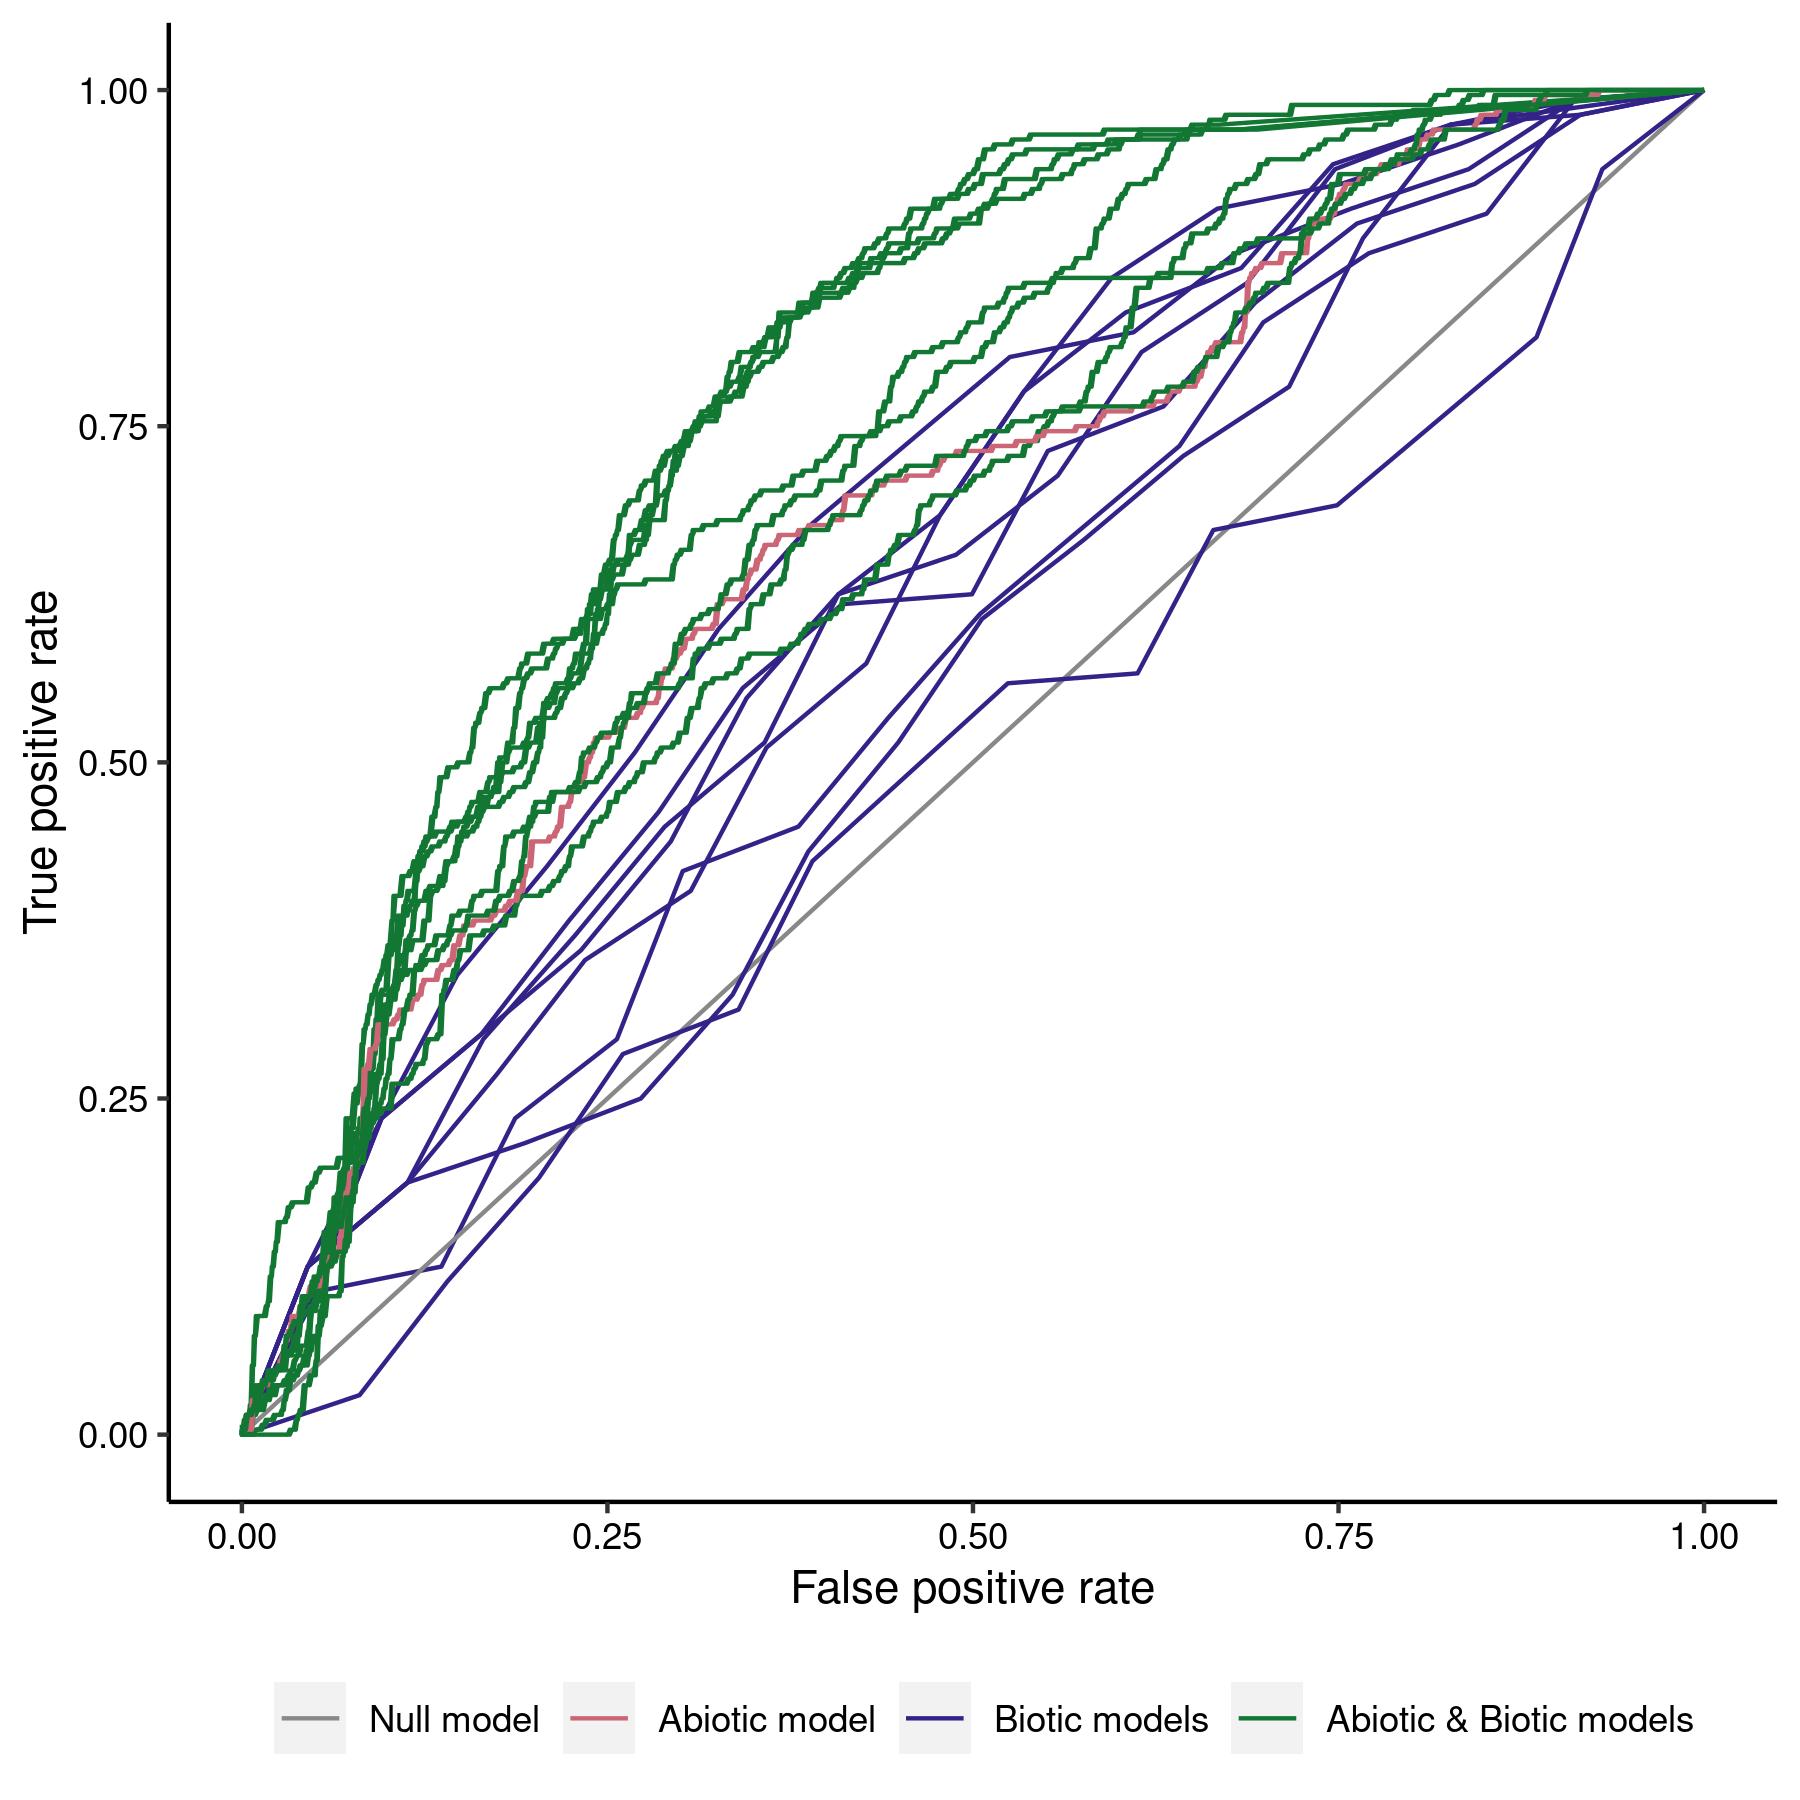 True positive rate
1.00
0.75
0.50
0.25
0.00
0.00 0.25 0.50 0.75 1.00
False positive rate
Null model Abiotic model Biotic models Abiotic & Biotic models